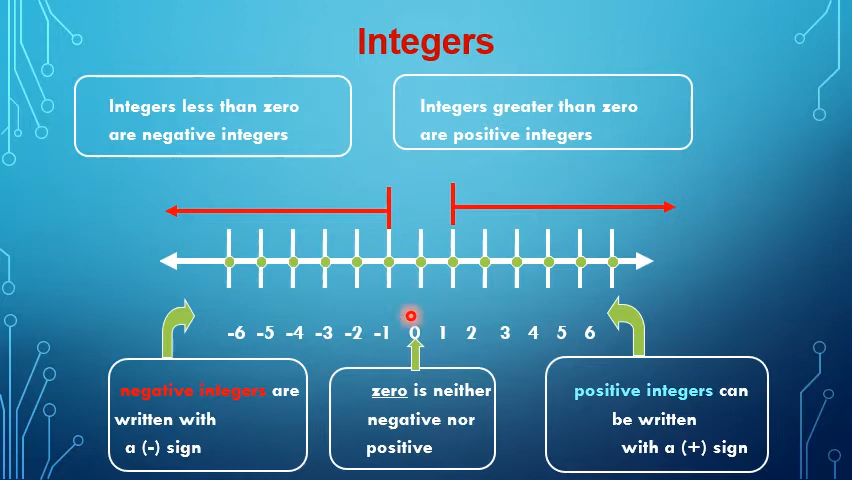 Integers
Integers less than zero
are negative integers
Integers greater than zero
are positive integers
-6 -5 -4 -3 -2 -1 0 1 2 3 4 5 6
negative integers are
written with
a (-) sign
zero is neither
negative nor
positive
positive integers can
be written
with a (+) sign